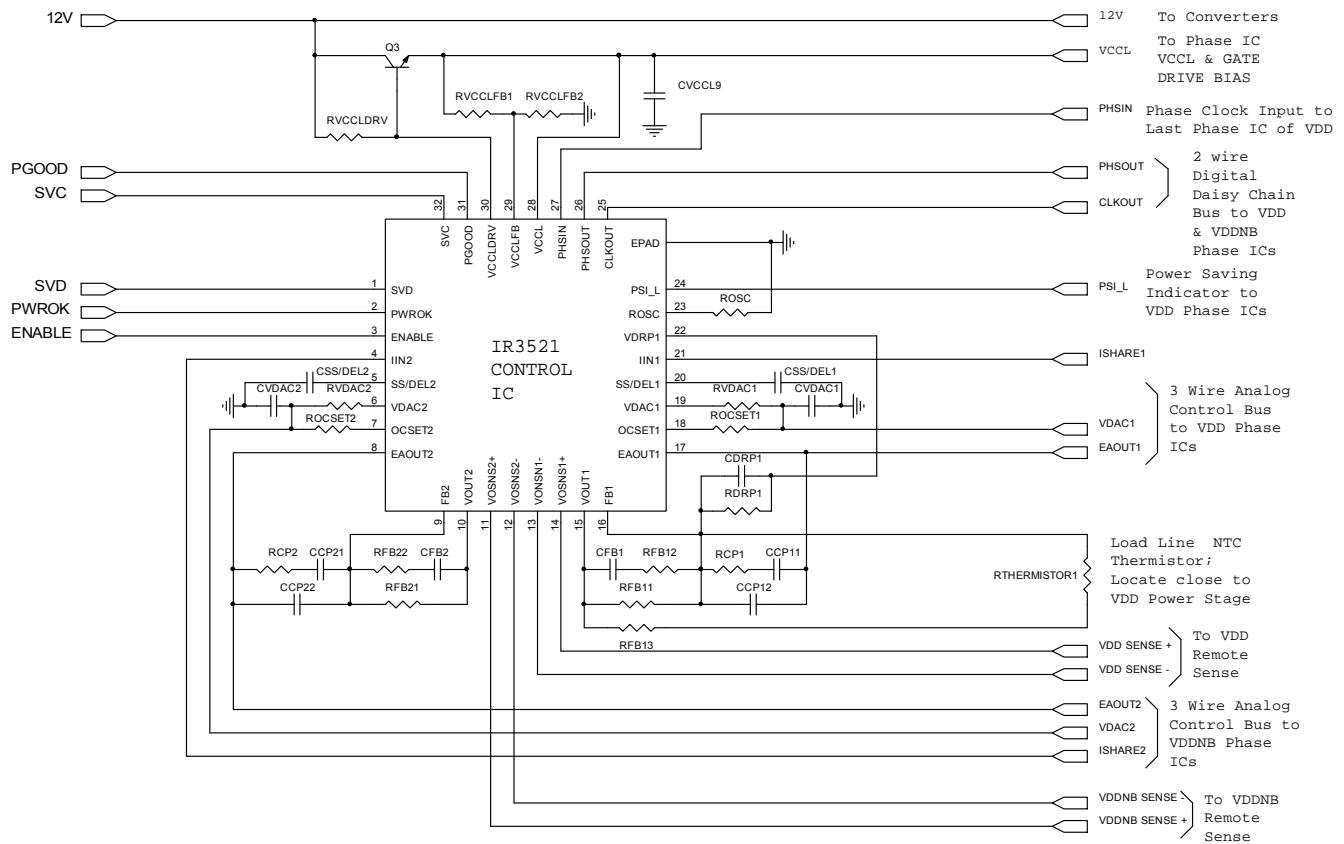 12V
12V To Converters
Q3
VCCL
To Phase IC
VCCL & GATE
DRIVE BIAS
CVCCL9
RVCCLFB1 RVCCLFB2
RVCCLDRV
PHSIN
Phase Clock Input to
Last Phase IC of VDD
PGOOD
SVC
PHSOUT
CLKOUT
2 wire
Digital
Daisy Chain
Bus to VDD
& VDDNB
Phase ICs
32 31 30 29 28 27 26 25
SVC PGOOD VCCLDRV VCCLFB VCCL PHSIN PHSOUT CLKOUT
EPAD
SVD
PWROK
ENABLE
1 SVD
2 PWROK
3 ENABLE
4 IIN2
5 SS/DEL2
6 VDAC2
7 OCSET2
8 EAOUT2
IR3521
CONTROL
IC
PSI_L 24
ROSC 23
VDRP1 22
IIN1 21
SS/DEL1 20
VDAC1 19
OCSET1 18
EAOUT1 17
ROSC
PSI_L
Power Saving
Indicator to
VDD Phase ICs
ISHARE1
CSS/DEL2
CVDAC2 RVDAC2
ROCSET2
CSS/DEL1
RVDAC1 CVDAC1
ROCSET1
VDAC1
EAOUT1
3 Wire Analog
Control Bus
to VDD Phase
ICs
CDRP1
RDRP1
FB2 VOUT2 VOSNS2+ VOSNS2- VONSN1- VOSNS1+ VOUT1 FB1
9 10 11 12 13 14 15 16
RCP2 CCP21 RFB22 CFB2
CCP22 RFB21
CFB1 RFB12 RCP1 CCP11
RFB11 CCP12
RFB13
RTHERMISTOR1
Load Line NTC
Thermistor;
Locate close to
VDD Power Stage
VDD SENSE +
VDD SENSE -
To VDD
Remote
Sense
EAOUT2
VDAC2
ISHARE2
3 Wire Analog
Control Bus to
VDDNB Phase
ICs
VDDNB SENSE -
VDDNB SENSE +
To VDDNB
Remote
Sense